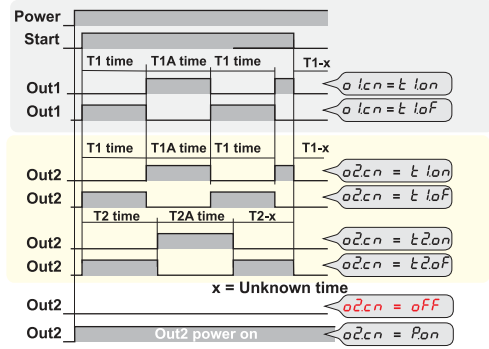 Power
Start
T1 time T1A time T1 time T1-x
Out1 o1.cn = t1.on
Out1 o1.cn = t1.oF
T1 time T1A time T1 time T1-x
Out2 o2.cn = t1.on
Out2 o2.cn = t1.oF
T2 time T2A time T2-x
Out2 o2.cn = t2.on
Out2 o2.cn = t2.oF
x = Unknown time
Out2 o2.cn = oFF
Out2 Out2 power on o2.cn = P.on